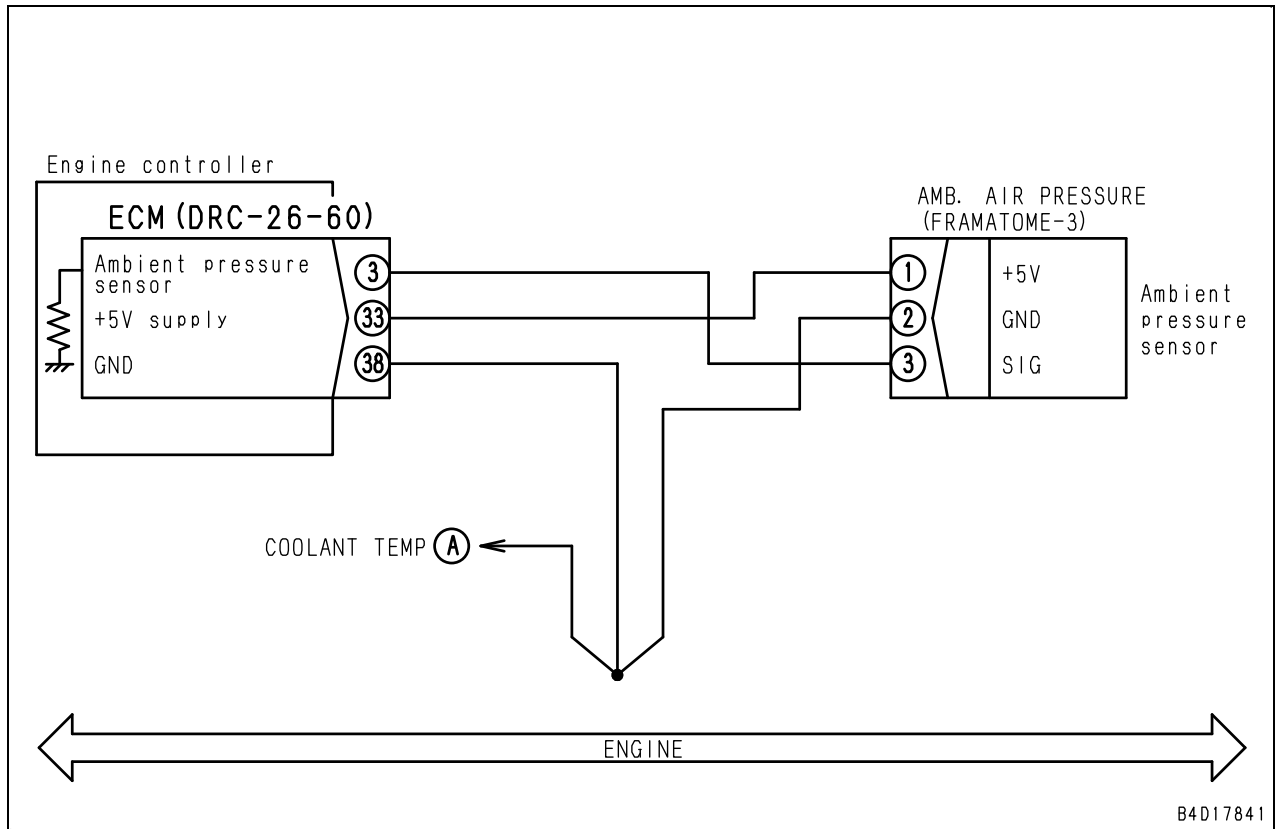 Engine controller
ECM (DRC-26-60)
Ambient pressure
sensor
+5V supply
GND
3
33
38
AMB. AIR PRESSURE
(FRAMATOME-3)
1
2
3
+5V
GND
SIG
Ambient
pressure
sensor
COOLANT TEMP A
ENGINE
B4D17841